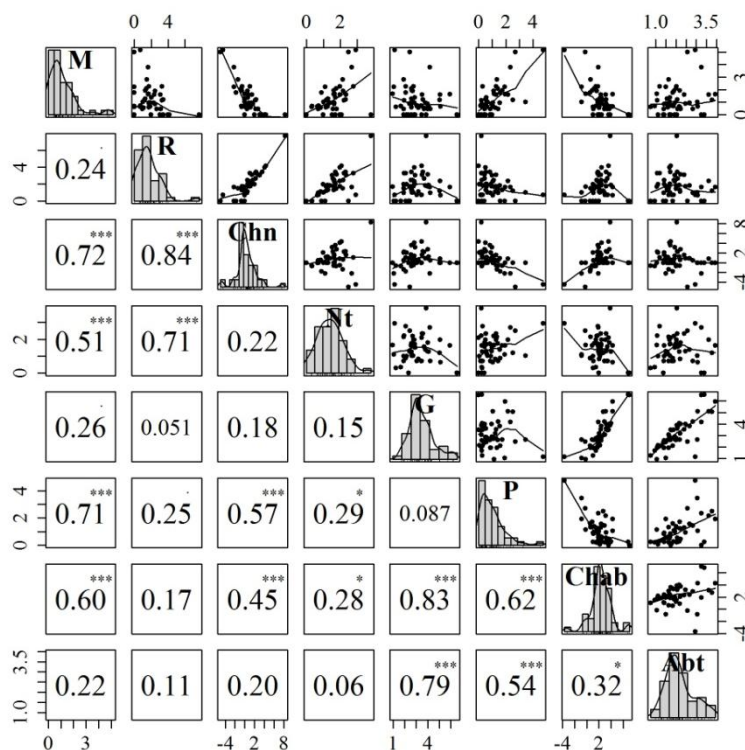 0 4 0 2 0 2 4 1.0 3.5
M 0 3
0 4 0.24 . R
0.72 *** 0.84 *** Chn -4 2 8
0 2 0.51 *** 0.71 *** 0.22 Nt
0.26 . 0.051 0.18 0.15 G 1 4
0 2 4 0.71 *** 0.25 . 0.57 *** 0.29 * 0.087 P
0.60 *** 0.17 0.45 *** 0.28 * 0.83 *** 0.62 *** Chab -4 2
1.0 3.5 0.22 0.11 0.20 0.06 0.79 *** 0.54 *** 0.32 * Abt
0 3 -4 2 8 1 4 -4 2